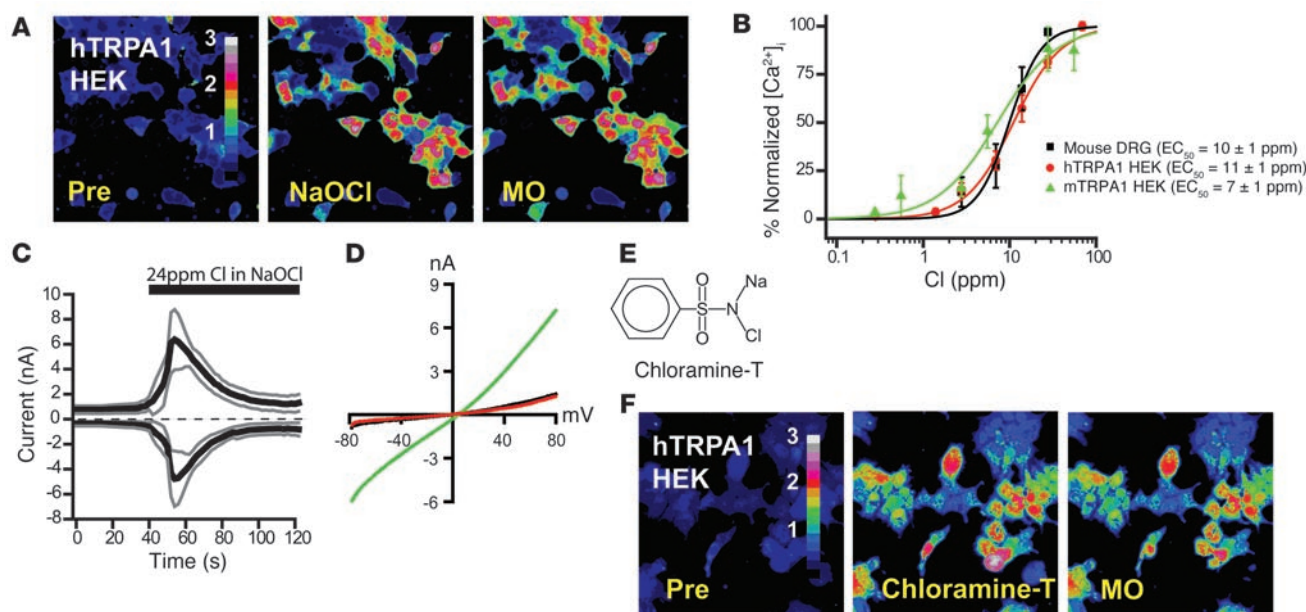 A
hTRPA1
HEK
3
2
1
Pre
NaOCl
MO
B
% Normalized [Ca²⁺]ᵢ
100
75
50
25
0
0.1
1
10
100
Cl (ppm)
Mouse DRG (EC₅₀ = 10 ± 1 ppm)
hTRPA1 HEK (EC₅₀ = 11 ± 1 ppm)
mTRPA1 HEK (EC₅₀ = 7 ± 1 ppm)
C
24ppm Cl in NaOCl
Current (nA)
10
8
6
4
2
0
-2
-4
-6
-8
0 20 40 60 80 100 120
Time (s)
D
nA
9
6
3
-3
-6
mV
-80 -40 40 80
E
O
S
O
N
Na
Cl
Chloramine-T
F
hTRPA1
HEK
3
2
1
Pre
Chloramine-T
MO